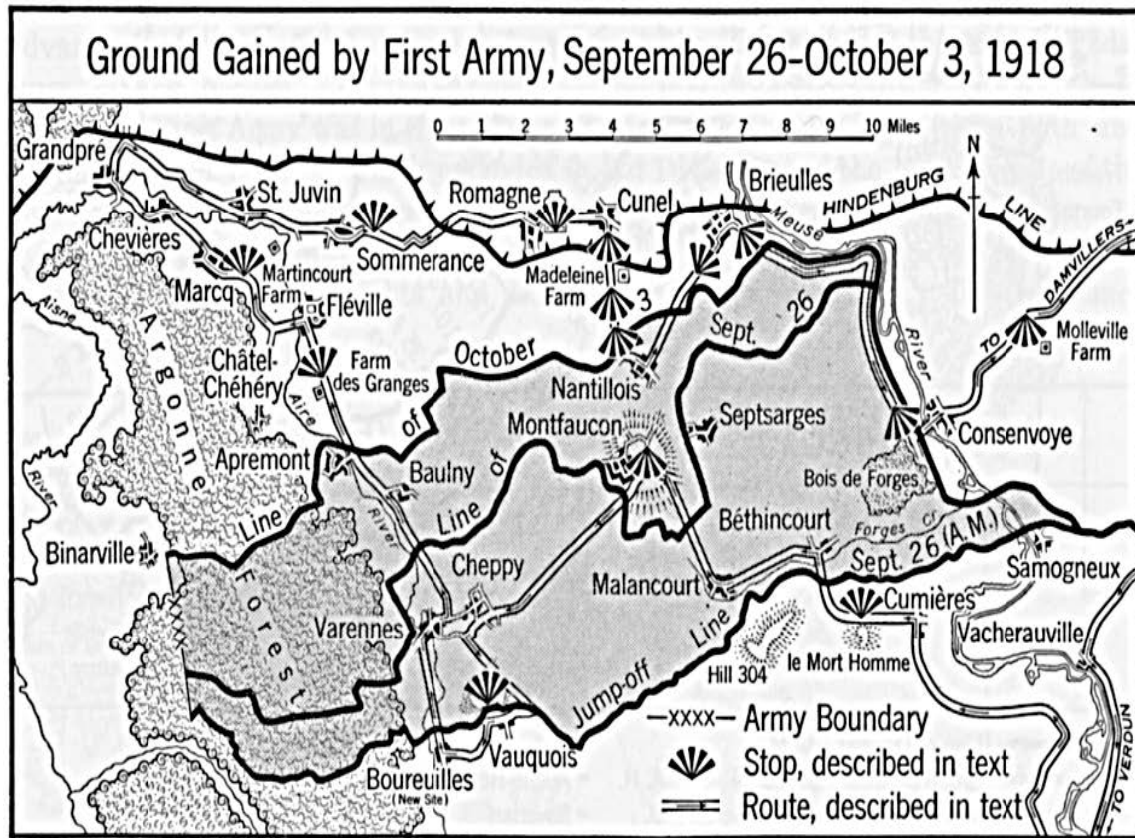 Ground Gained by First Army, September 26–October 3, 1918
0 1 2 3 4 5 6 7 8 9 10 Miles
N
Grandpré
St. Juvin
Romagne
Cunel
Brieulles
Meuse
HINDENBURG LINE
Chevières
Sommerance
Madeleine
Farm
TO DAMVILLERS
Marcq
Martincourt
Farm
Fléville
Molleville
Farm
Aisne
River
Argonne
Forest
Châtel-
Chéhéry
Aire
River
Farm
des Granges
Line of October 3
Nantillois
Montfaucon
Septsarges
River
Consenvoye
Line of Sept. 26
Apremont
Baulny
Bois de Forges
Binarville
Cheppy
Béthincourt
Forges Cr
Malancourt
Jump-off Line Sept. 26 (A.M.)
Samogneux
Varennes
Cumières
Vacherauville
Hill 304
le Mort Homme
Vauquois
Boureuilles
(New Site)
TO VERDUN
–xxxx– Army Boundary
Stop, described in text
Route, described in text